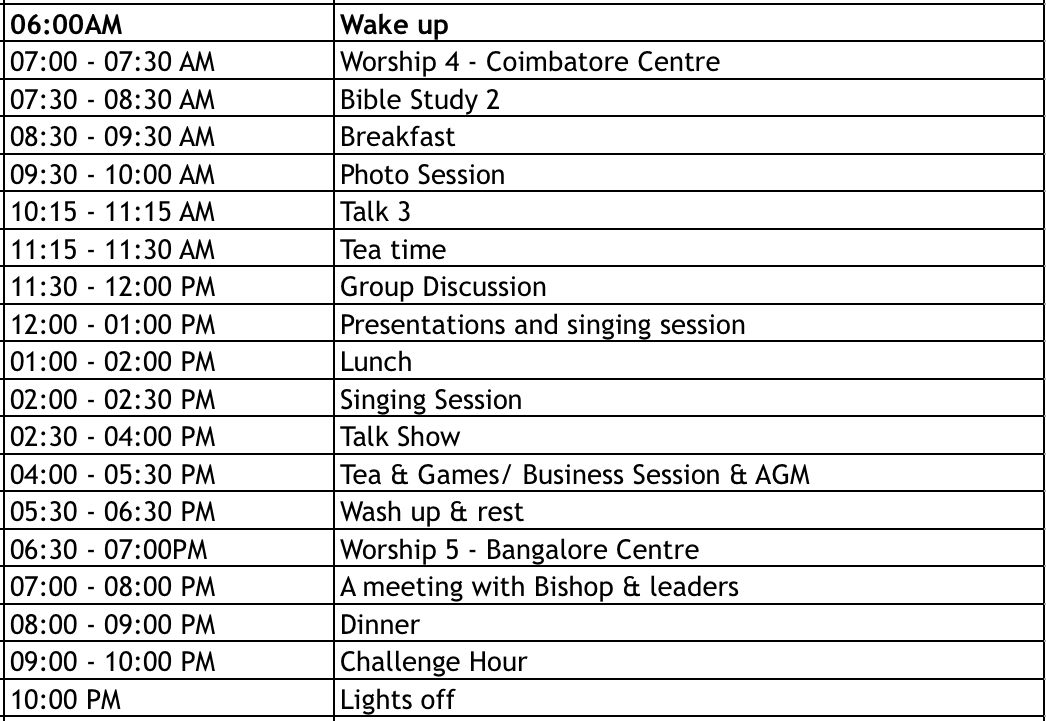 06:00AM Wake up
07:00 - 07:30 AM Worship 4 - Coimbatore Centre
07:30 - 08:30 AM Bible Study 2
08:30 - 09:30 AM Breakfast
09:30 - 10:00 AM Photo Session
10:15 - 11:15 AM Talk 3
11:15 - 11:30 AM Tea time
11:30 - 12:00 PM Group Discussion
12:00 - 01:00 PM Presentations and singing session
01:00 - 02:00 PM Lunch
02:00 - 02:30 PM Singing Session
02:30 - 04:00 PM Talk Show
04:00 - 05:30 PM Tea & Games/ Business Session & AGM
05:30 - 06:30 PM Wash up & rest
06:30 - 07:00PM Worship 5 - Bangalore Centre
07:00 - 08:00 PM A meeting with Bishop & leaders
08:00 - 09:00 PM Dinner
09:00 - 10:00 PM Challenge Hour
10:00 PM Lights off